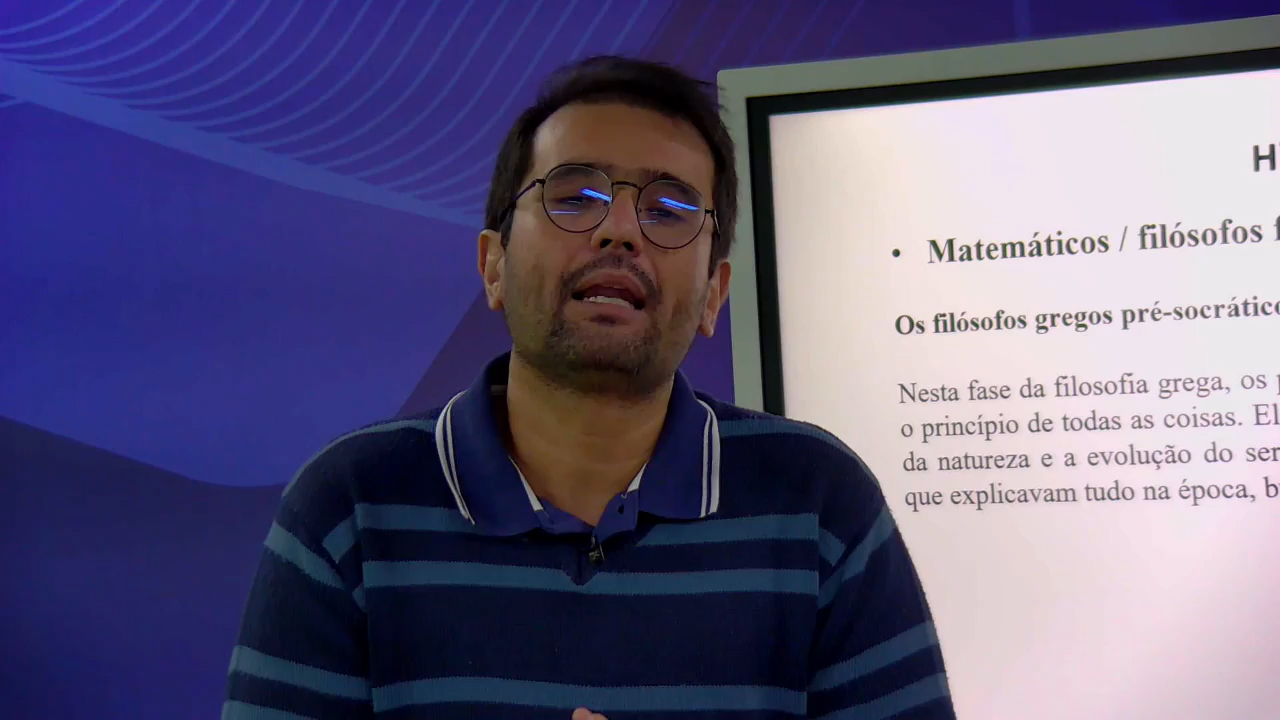 • Matemáticos / filósofos
Os filósofos gregos pré-socrático
Nesta fase da filosofia grega, os
o princípio de todas as coisas. El
da natureza e a evolução do ser
que explicavam tudo na época, b